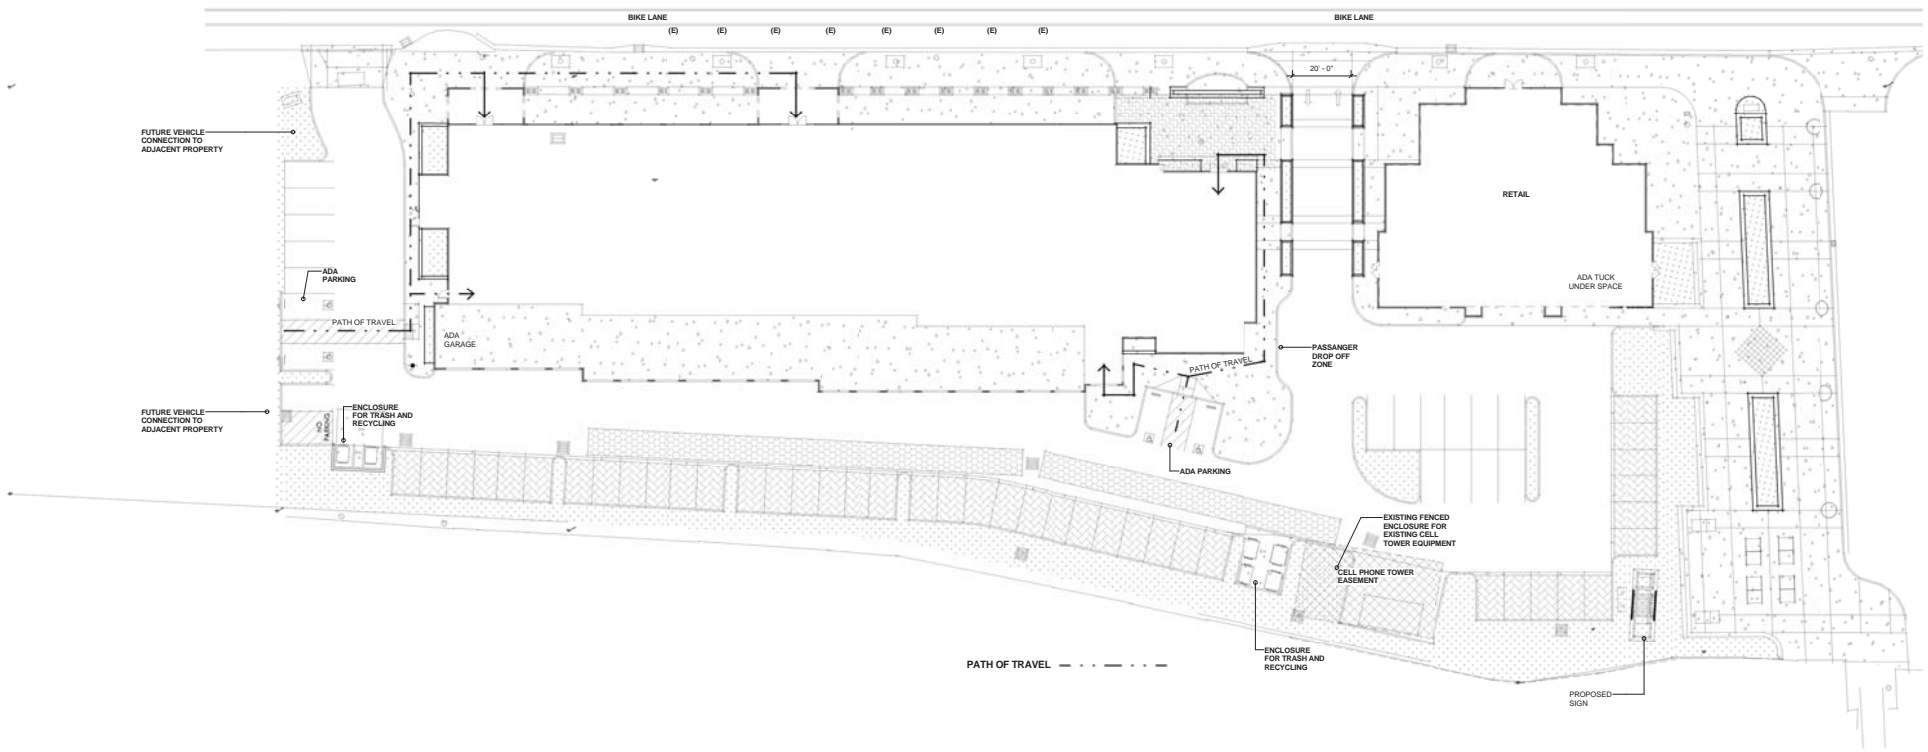 BIKE LANE
BIKE LANE
(E)
(E)
(E)
(E)
(E)
(E)
(E)
(E)
20' - 0"
FUTURE VEHICLE
CONNECTION TO
ADJACENT PROPERTY
RETAIL
ADA
PARKING
ADA TUCK
UNDER SPACE
PATH OF TRAVEL
ADA
GARAGE
PASSANGER
DROP OFF
ZONE
PATH OF TRAVEL
FUTURE VEHICLE
CONNECTION TO
ADJACENT PROPERTY
NO
PARKING
ENCLOSURE
FOR TRASH AND
RECYCLING
ADA PARKING
EXISTING FENCED
ENCLOSURE FOR
EXISTING CELL
TOWER EQUIPMENT
CELL PHONE TOWER
EASEMENT
ENCLOSURE
FOR TRASH AND
RECYCLING
PATH OF TRAVEL
PROPOSED
SIGN